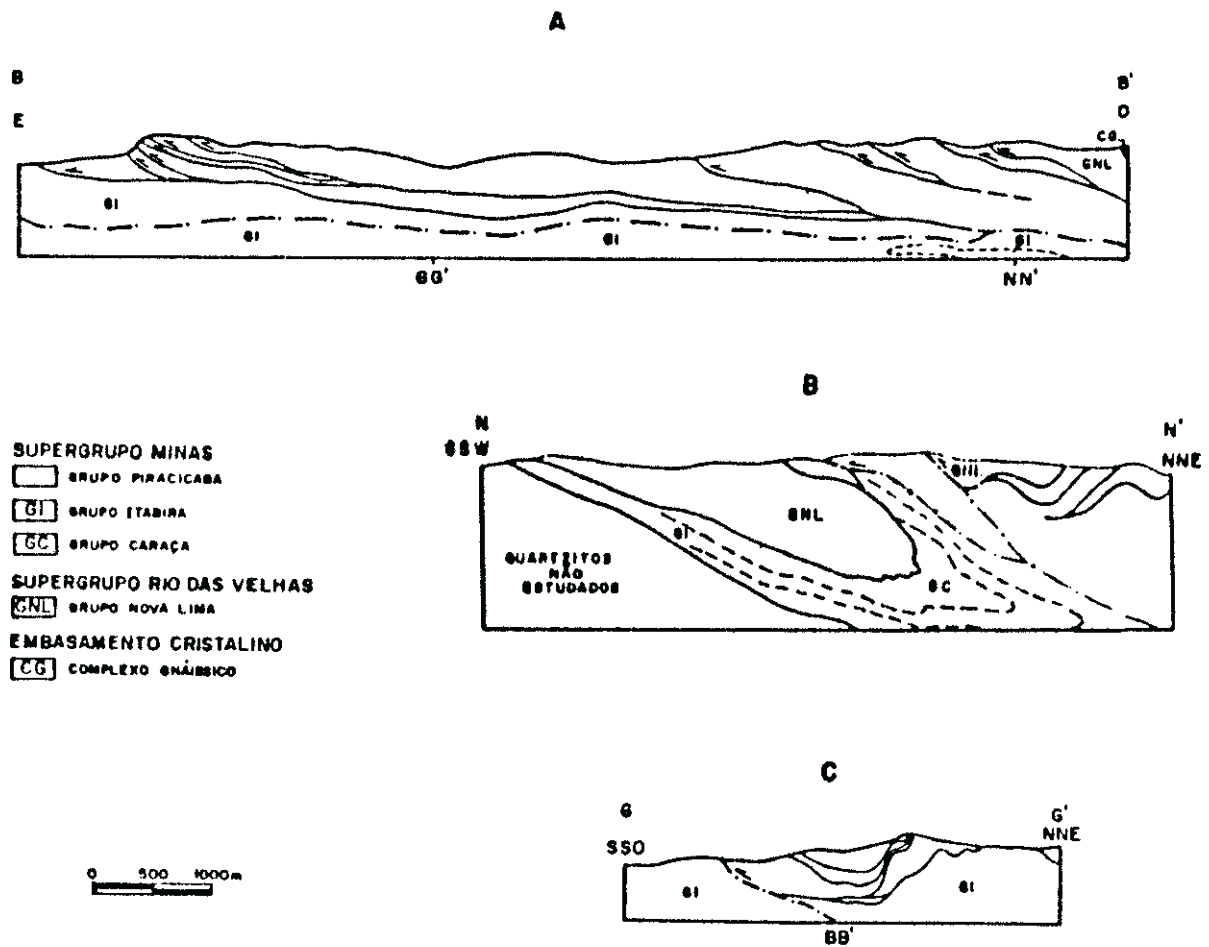 A
B
B'
E
O
CG
GNL
GI
GI
GI
GI
GG'
NN'
B
N
SSW
N'
NNE
GIII
GNL
GI
QUARTZITOS
NÃO
ESTUDADOS
GC
SUPERGRUPO MINAS
GRUPO PIRACICABA
GI GRUPO ITABIRA
GC GRUPO CARAÇA
SUPERGRUPO RIO DAS VELHAS
GNL GRUPO NOVA LIMA
EMBASAMENTO CRISTALINO
CG COMPLEXO GNÁISSICO
C
G
SSO
G'
NNE
GI
GI
BB'
0 500 1000m